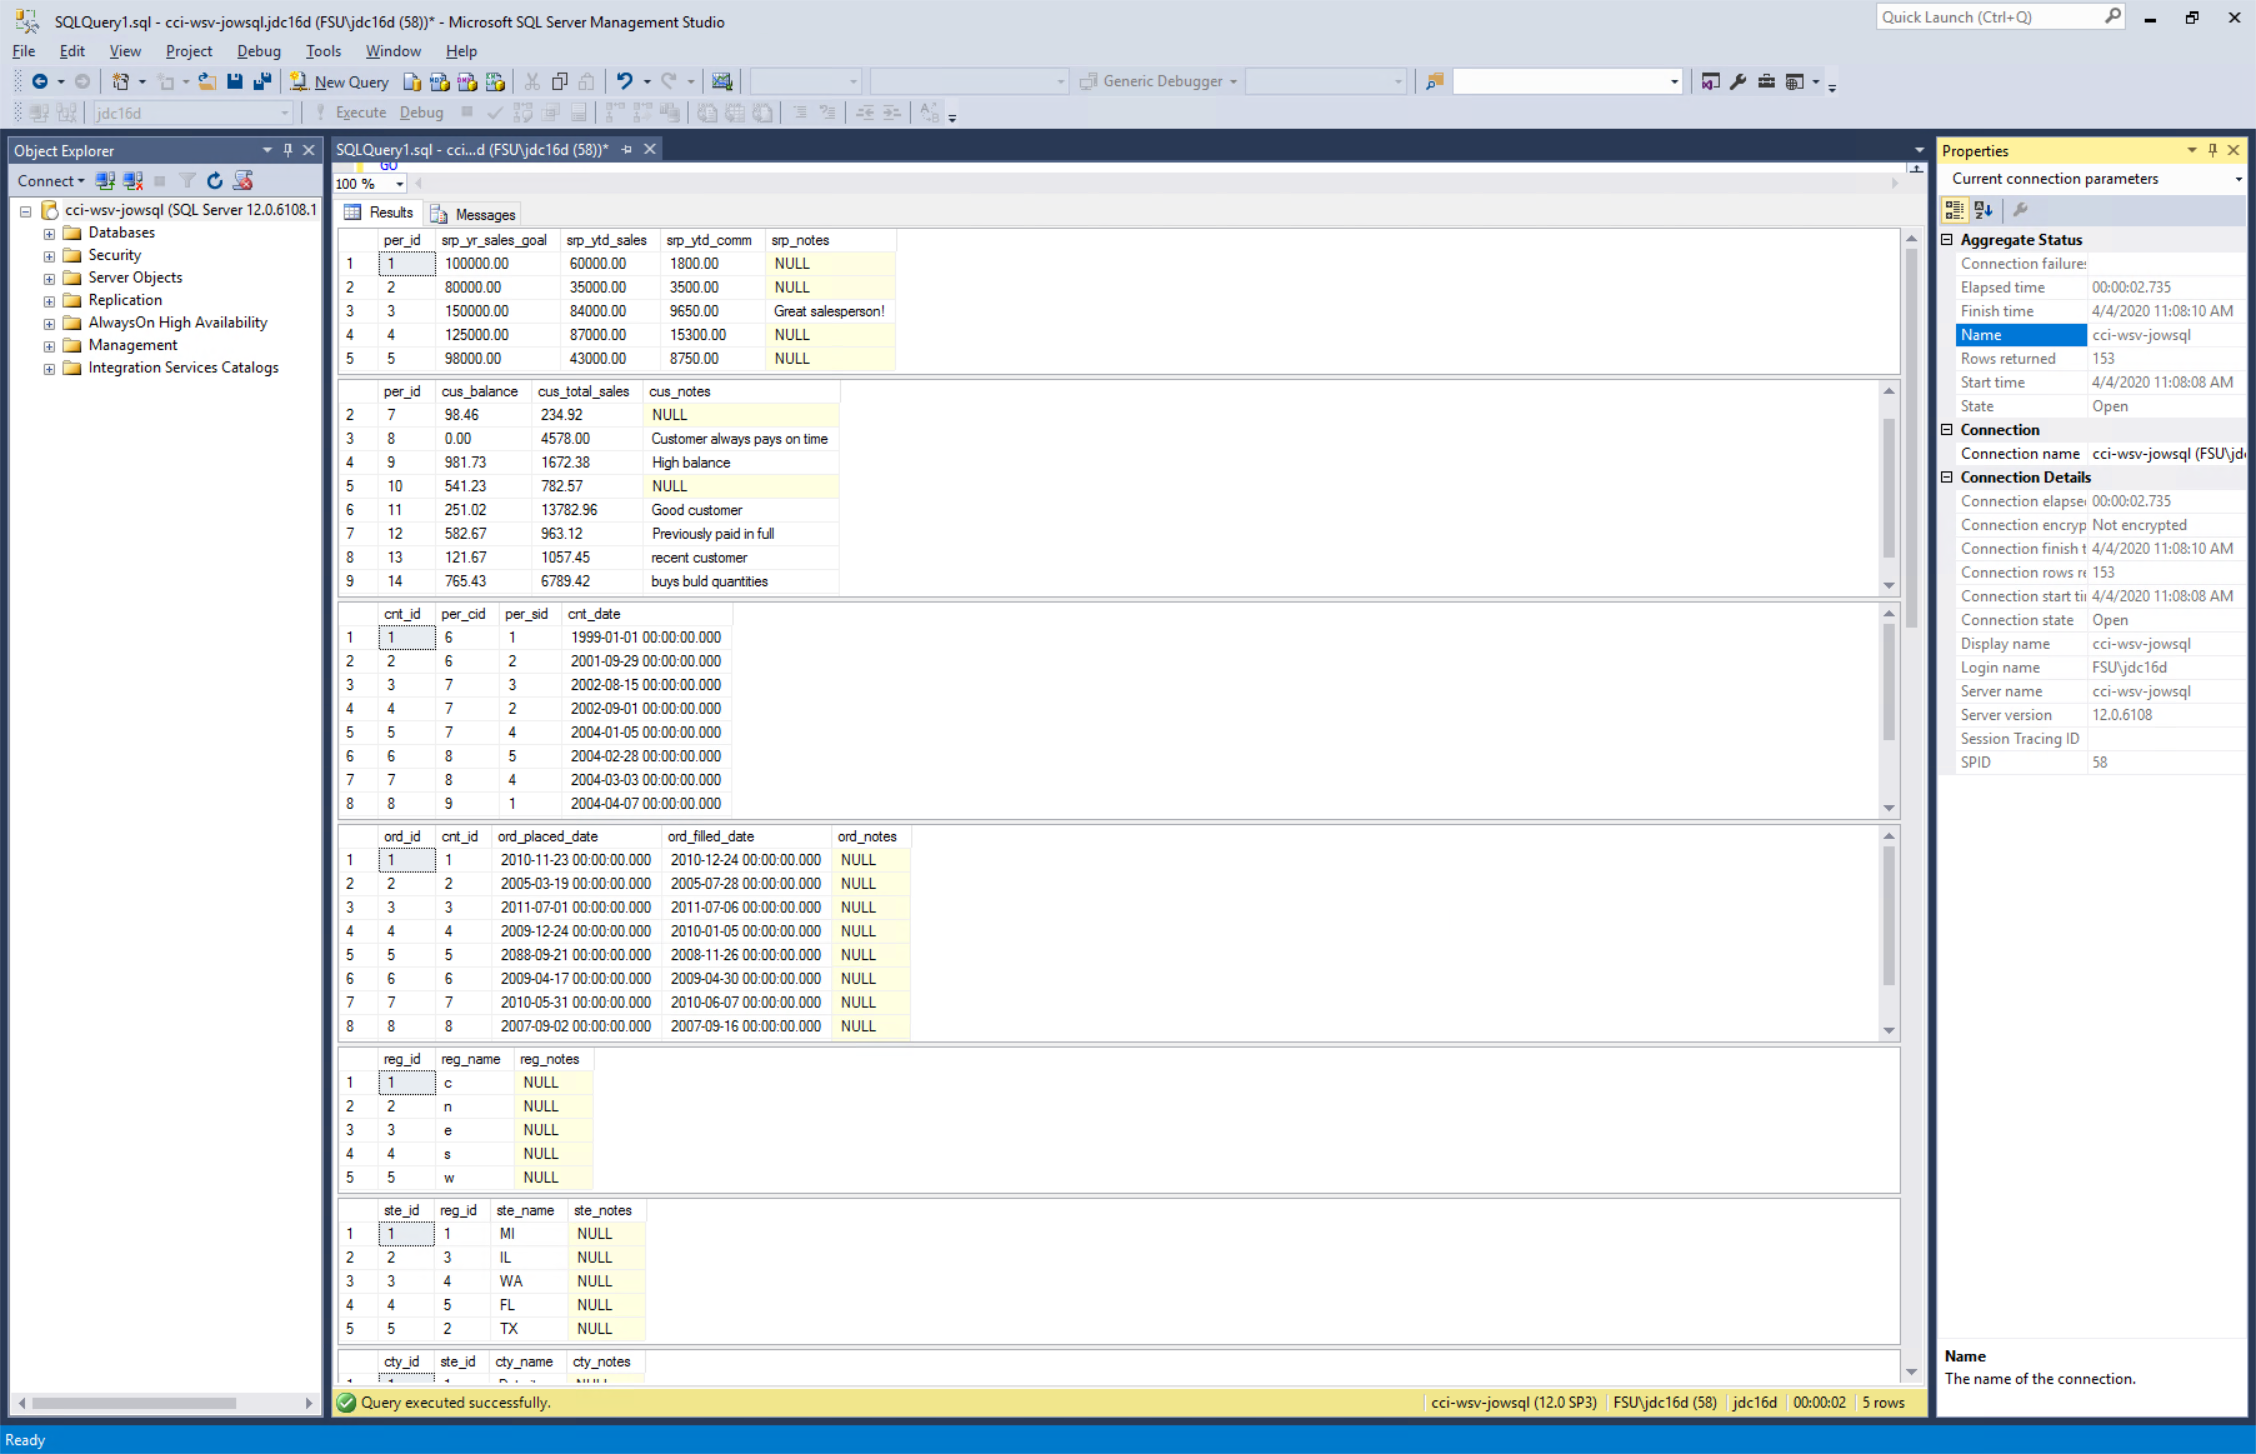 SQLQuery1.sql - cci-wsv-jowsql.jdc16d (FSU\jdc16d (58))* - Microsoft SQL Server Management Studio
Quick Launch (Ctrl+Q)
File Edit View Project Debug Tools Window Help
New Query Generic Debugger
jdc16d Execute Debug
Object Explorer
Connect
cci-wsv-jowsql (SQL Server 12.0.6108.1
Databases
Security
Server Objects
Replication
AlwaysOn High Availability
Management
Integration Services Catalogs
SQLQuery1.sql - cci...d (FSU\jdc16d (58))*
GO
100 %
Results Messages
per_id srp_yr_sales_goal srp_ytd_sales srp_ytd_comm srp_notes
1 1 100000.00 60000.00 1800.00 NULL
2 2 80000.00 35000.00 3500.00 NULL
3 3 150000.00 84000.00 9650.00 Great salesperson!
4 4 125000.00 87000.00 15300.00 NULL
5 5 98000.00 43000.00 8750.00 NULL
per_id cus_balance cus_total_sales cus_notes
2 7 98.46 234.92 NULL
3 8 0.00 4578.00 Customer always pays on time
4 9 981.73 1672.38 High balance
5 10 541.23 782.57 NULL
6 11 251.02 13782.96 Good customer
7 12 582.67 963.12 Previously paid in full
8 13 121.67 1057.45 recent customer
9 14 765.43 6789.42 buys buld quantities
cnt_id per_cid per_sid cnt_date
1 1 6 1 1999-01-01 00:00:00.000
2 2 6 2 2001-09-29 00:00:00.000
3 3 7 3 2002-08-15 00:00:00.000
4 4 7 2 2002-09-01 00:00:00.000
5 5 7 4 2004-01-05 00:00:00.000
6 6 8 5 2004-02-28 00:00:00.000
7 7 8 4 2004-03-03 00:00:00.000
8 8 9 1 2004-04-07 00:00:00.000
ord_id cnt_id ord_placed_date ord_filled_date ord_notes
1 1 1 2010-11-23 00:00:00.000 2010-12-24 00:00:00.000 NULL
2 2 2 2005-03-19 00:00:00.000 2005-07-28 00:00:00.000 NULL
3 3 3 2011-07-01 00:00:00.000 2011-07-06 00:00:00.000 NULL
4 4 4 2009-12-24 00:00:00.000 2010-01-05 00:00:00.000 NULL
5 5 5 2088-09-21 00:00:00.000 2008-11-26 00:00:00.000 NULL
6 6 6 2009-04-17 00:00:00.000 2009-04-30 00:00:00.000 NULL
7 7 7 2010-05-31 00:00:00.000 2010-06-07 00:00:00.000 NULL
8 8 8 2007-09-02 00:00:00.000 2007-09-16 00:00:00.000 NULL
reg_id reg_name reg_notes
1 1 c NULL
2 2 n NULL
3 3 e NULL
4 4 s NULL
5 5 w NULL
ste_id reg_id ste_name ste_notes
1 1 1 MI NULL
2 2 3 IL NULL
3 3 4 WA NULL
4 4 5 FL NULL
5 5 2 TX NULL
cty_id ste_id cty_name cty_notes
Query executed successfully.
cci-wsv-jowsql (12.0 SP3) FSU\jdc16d (58) jdc16d 00:00:02 5 rows
Properties
Current connection parameters
Aggregate Status
Connection failures
Elapsed time 00:00:02.735
Finish time 4/4/2020 11:08:10 AM
Name cci-wsv-jowsql
Rows returned 153
Start time 4/4/2020 11:08:08 AM
State Open
Connection
Connection name cci-wsv-jowsql (FSU\jd
Connection Details
Connection elapse 00:00:02.735
Connection encryp Not encrypted
Connection finish t 4/4/2020 11:08:10 AM
Connection rows re 153
Connection start ti 4/4/2020 11:08:08 AM
Connection state Open
Display name cci-wsv-jowsql
Login name FSU\jdc16d
Server name cci-wsv-jowsql
Server version 12.0.6108
Session Tracing ID
SPID 58
Name
The name of the connection.
Ready